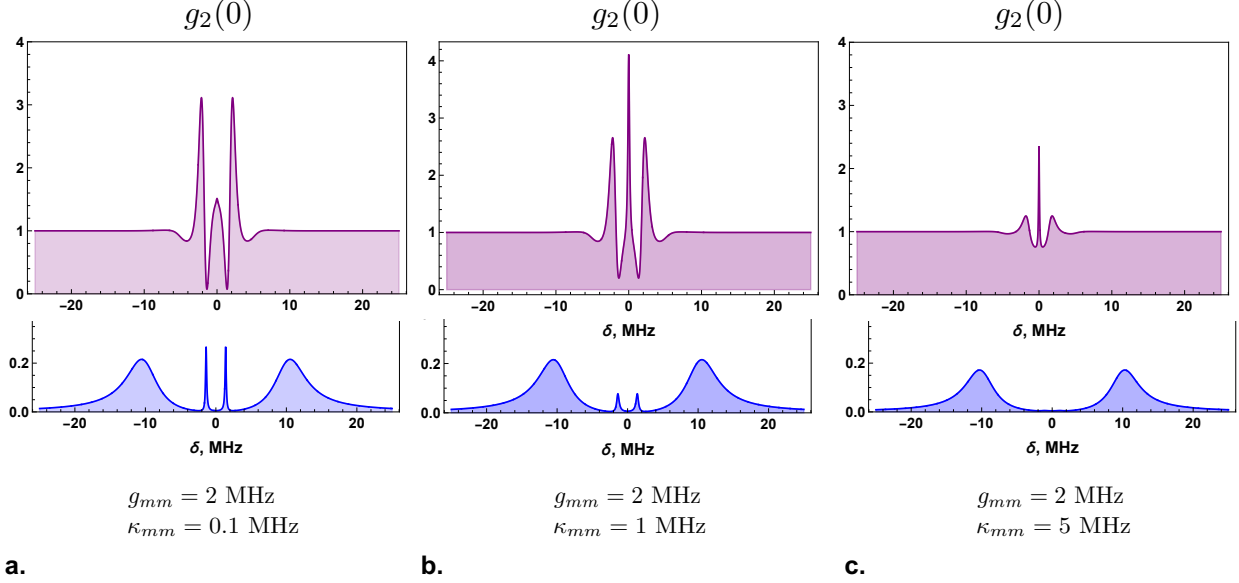 g₂(0)
4
3
2
1
0
−20 −10 0 10 20
0.2
0.0
−20 −10 0 10 20
δ, MHz
gₘₘ = 2 MHz
κₘₘ = 0.1 MHz
a.
g₂(0)
4
3
2
1
0
−20 −10 0 10 20
δ, MHz
0.2
0.0
−20 −10 0 10 20
δ, MHz
gₘₘ = 2 MHz
κₘₘ = 1 MHz
b.
g₂(0)
4
3
2
1
0
−20 −10 0 10 20
δ, MHz
0.2
0.0
−20 −10 0 10 20
δ, MHz
gₘₘ = 2 MHz
κₘₘ = 5 MHz
c.